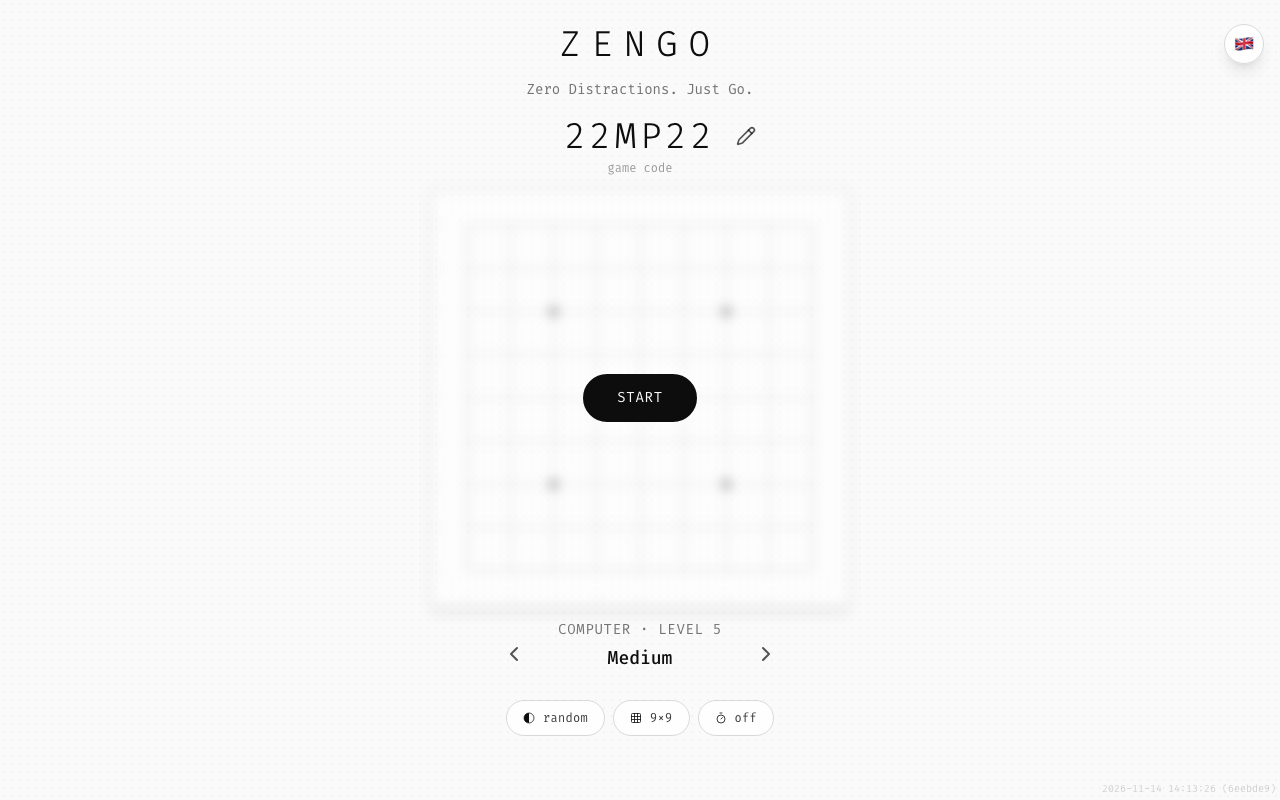 ZENGO
Zero Distractions. Just Go.
22MP22
game code
START
COMPUTER · LEVEL 5
Medium
random
9×9
off
2026-11-14 14:13:26 (6eebde9)